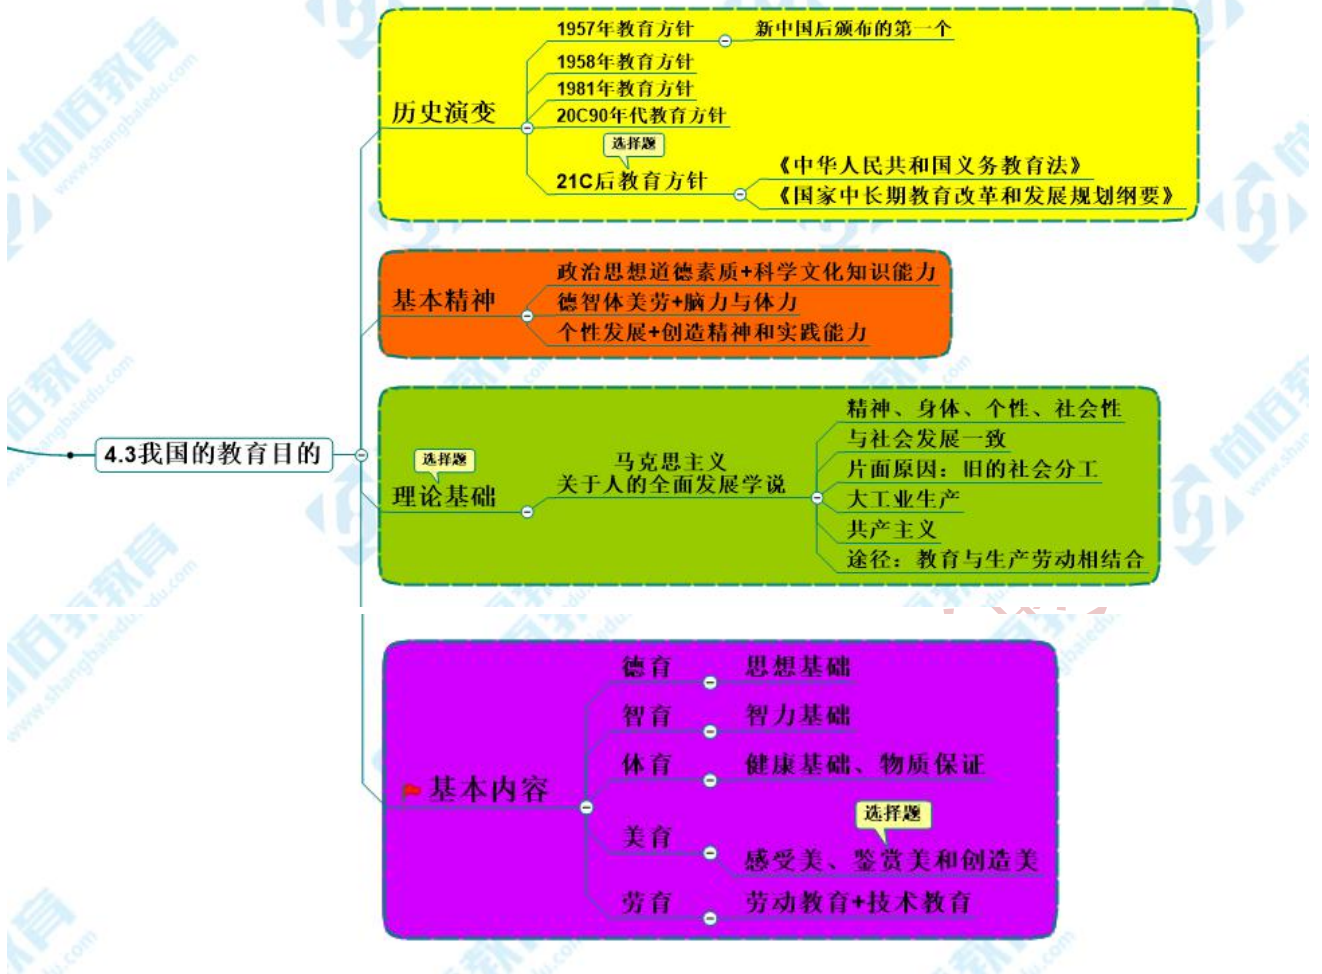 1957年教育方针
新中国后颁布的第一个
1958年教育方针
1981年教育方针
历史演变
20C90年代教育方针
选择题
21C后教育方针
《中华人民共和国义务教育法》
《国家中长期教育改革和发展规划纲要》
政治思想道德素质+科学文化知识能力
基本精神
德智体美劳+脑力与体力
个性发展+创造精神和实践能力
4.3我国的教育目的
选择题
理论基础
马克思主义
关于人的全面发展学说
精神、身体、个性、社会性
与社会发展一致
片面原因：旧的社会分工
大工业生产
共产主义
途径：教育与生产劳动相结合
德育
思想基础
智育
智力基础
体育
健康基础、物质保证
基本内容
选择题
美育
感受美、鉴赏美和创造美
劳育
劳动教育+技术教育
尚佰教育
www.shangbaiedu.com